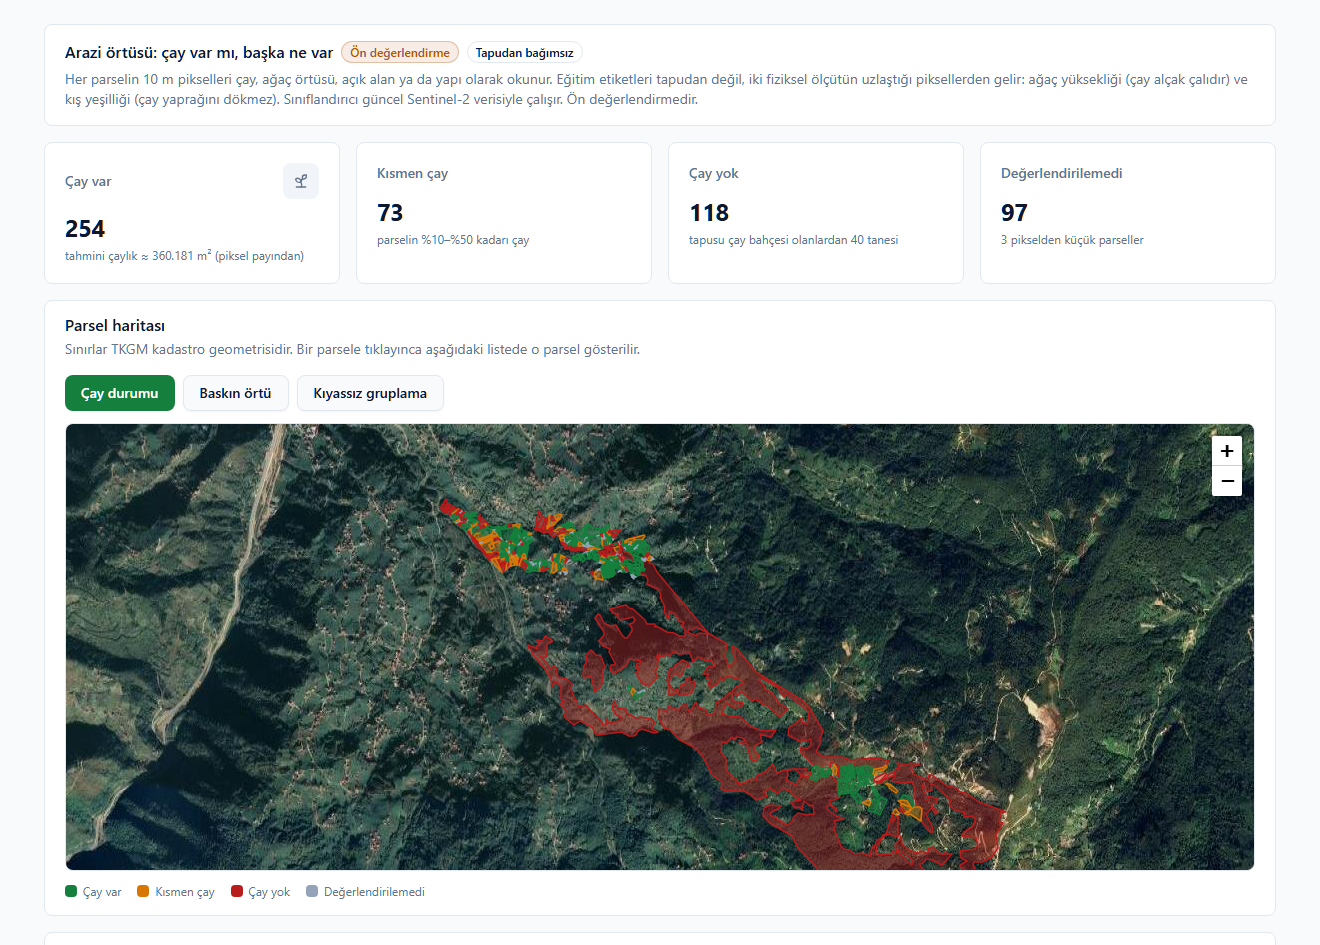 Arazi örtüsü: çay var mı, başka ne var
Ön değerlendirme
Tapudan bağımsız
Her parselin 10 m pikselleri çay, ağaç örtüsü, açık alan ya da yapı olarak okunur. Eğitim etiketleri tapudan değil, iki fiziksel ölçütün uzlaştığı piksellerden gelir: ağaç yüksekliği (çay alçak çalıdır) ve
kış yeşilliği (çay yaprağını dökmez). Sınıflandırıcı güncel Sentinel-2 verisiyle çalışır. Ön değerlendirmedir.
Çay var
254
tahmini çaylık ≈ 360.181 m² (piksel payından)
Kısmen çay
73
parselin %10–%50 kadarı çay
Çay yok
118
tapusu çay bahçesi olanlardan 40 tanesi
Değerlendirilemedi
97
3 pikselden küçük parseller
Parsel haritası
Sınırlar TKGM kadastro geometrisidir. Bir parsele tıklayınca aşağıdaki listede o parsel gösterilir.
Çay durumu
Baskın örtü
Kıyassız gruplama
+
−
Çay var
Kısmen çay
Çay yok
Değerlendirilemedi